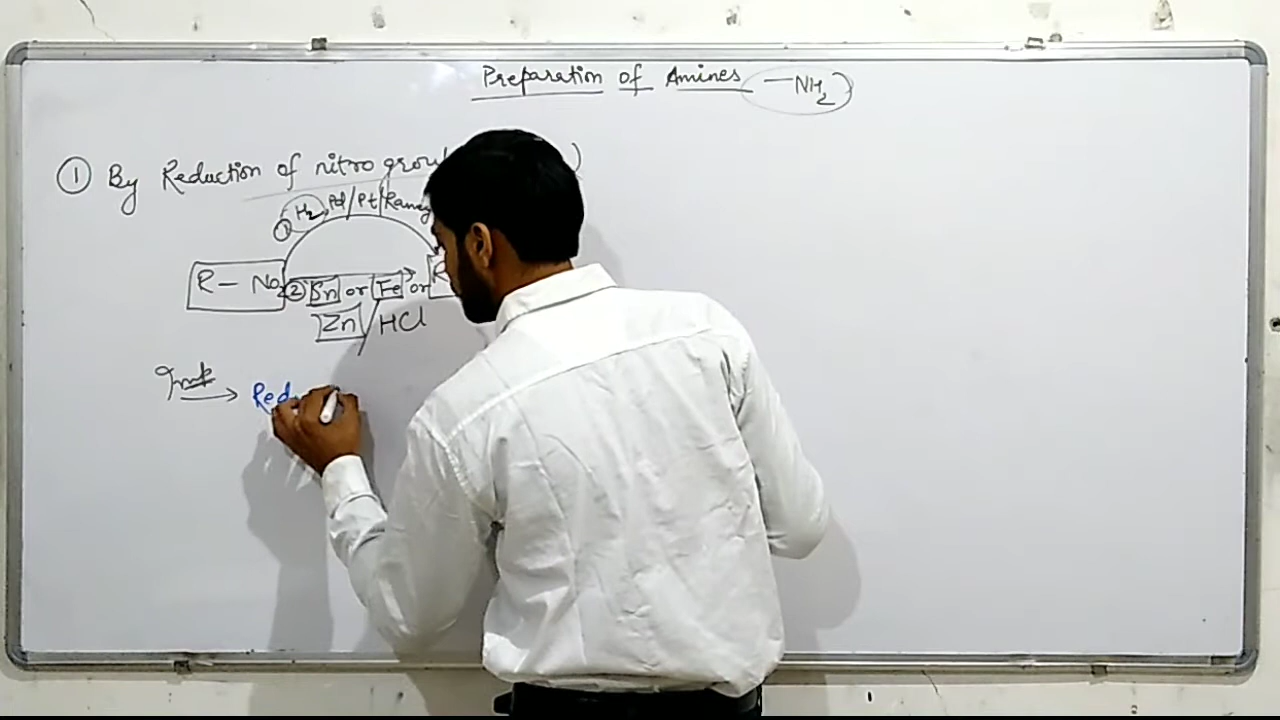 Preparation of Amines —NH2
① By Reduction of nitro group )
① H2 Pd/Pt/Raney
R — NO2 ② Sn or Fe or R
Zn / HCl
Imp → Red